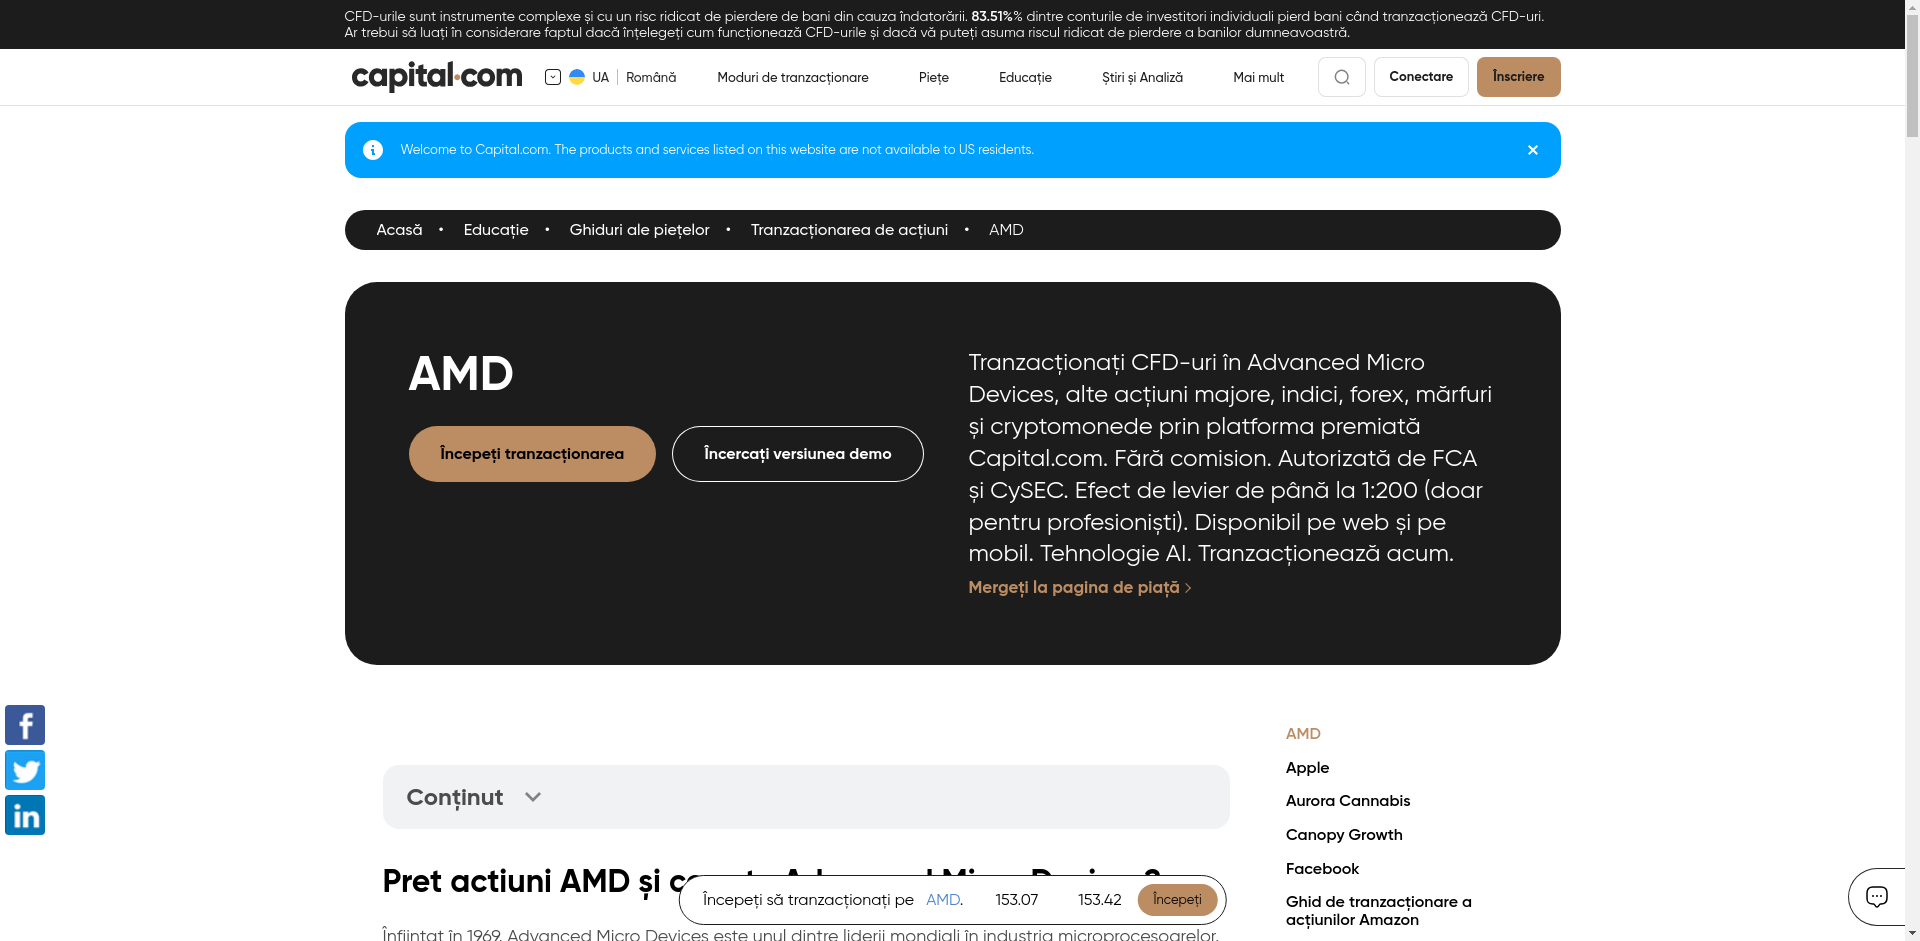 CFD-urile sunt instrumente complexe și cu un risc ridicat de pierdere de bani din cauza îndatorării. 83.51%% dintre conturile de investitori individuali pierd bani când tranzacționează CFD-uri.
Ar trebui să luați în considerare faptul dacă înțelegeți cum funcționează CFD-urile și dacă vă puteți asuma riscul ridicat de pierdere a banilor dumneavoastră.
capital.com
UA
Română
Moduri de tranzacționare
Piețe
Educație
Știri și Analiză
Mai mult
Conectare
Înscriere
Welcome to Capital.com. The products and services listed on this website are not available to US residents.
Acasă • Educație • Ghiduri ale piețelor • Tranzacționarea de acțiuni • AMD
AMD
Începeți tranzacționarea
Încercați versiunea demo
Tranzacționați CFD-uri în Advanced Micro
Devices, alte acțiuni majore, indici, forex, mărfuri
și cryptomonede prin platforma premiată
Capital.com. Fără comision. Autorizată de FCA
și CySEC. Efect de levier de până la 1:200 (doar
pentru profesioniști). Disponibil pe web și pe
mobil. Tehnologie AI. Tranzacționează acum.
Mergeți la pagina de piață
Conținut
Pret actiuni AMD și
Înființat în 1969, Advanced Micro Devices este unul dintre liderii mondiali în industria microprocesoarelor.
AMD
Apple
Aurora Cannabis
Canopy Growth
Facebook
Ghid de tranzacționare a
acțiunilor Amazon
Începeți să tranzacționați pe AMD. 153.07 153.42 Începeți